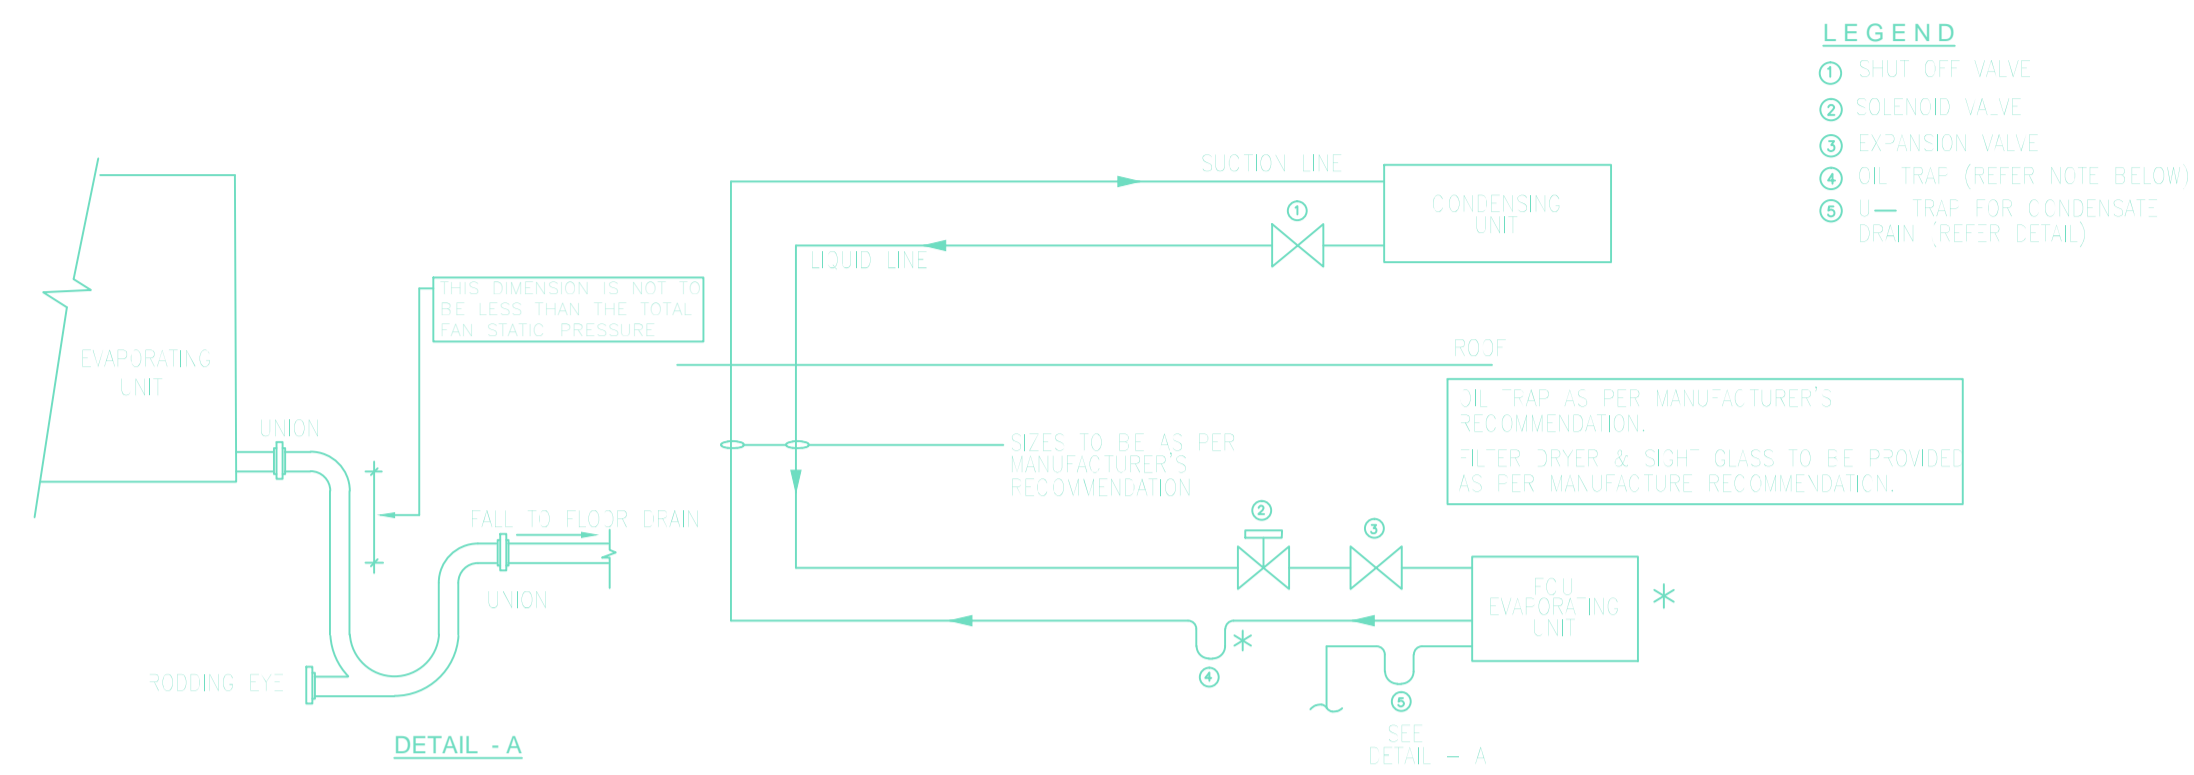 LEGEND
1 SHUT OFF VALVE
2 SOLENOID VALVE
3 EXPANSION VALVE
4 OIL TRAP (REFER NOTE BELOW)
5 U— TRAP FOR CONDENSATE
DRAIN (REFER DETAIL)
SUCTION LINE
CONDENSING
UNIT
1
LIQUID LINE
THIS DIMENSION IS NOT TO
BE LESS THAN THE TOTAL
FAN STATIC PRESSURE
EVAPORATING
UNIT
ROOF
OIL TRAP AS PER MANUFACTURER'S
RECOMMENDATION.
FILTER DRYER & SIGHT GLASS TO BE PROVIDED
AS PER MANUFACTURE RECOMMENDATION.
UNION
SIZES TO BE AS PER
MANUFACTURER'S
RECOMMENDATION
FALL TO FLOOR DRAIN
2
3
UNION
FCU
EVAPORATING
UNIT
*
*
4
5
RODDING EYE
SEE
DETAIL — A
DETAIL - A